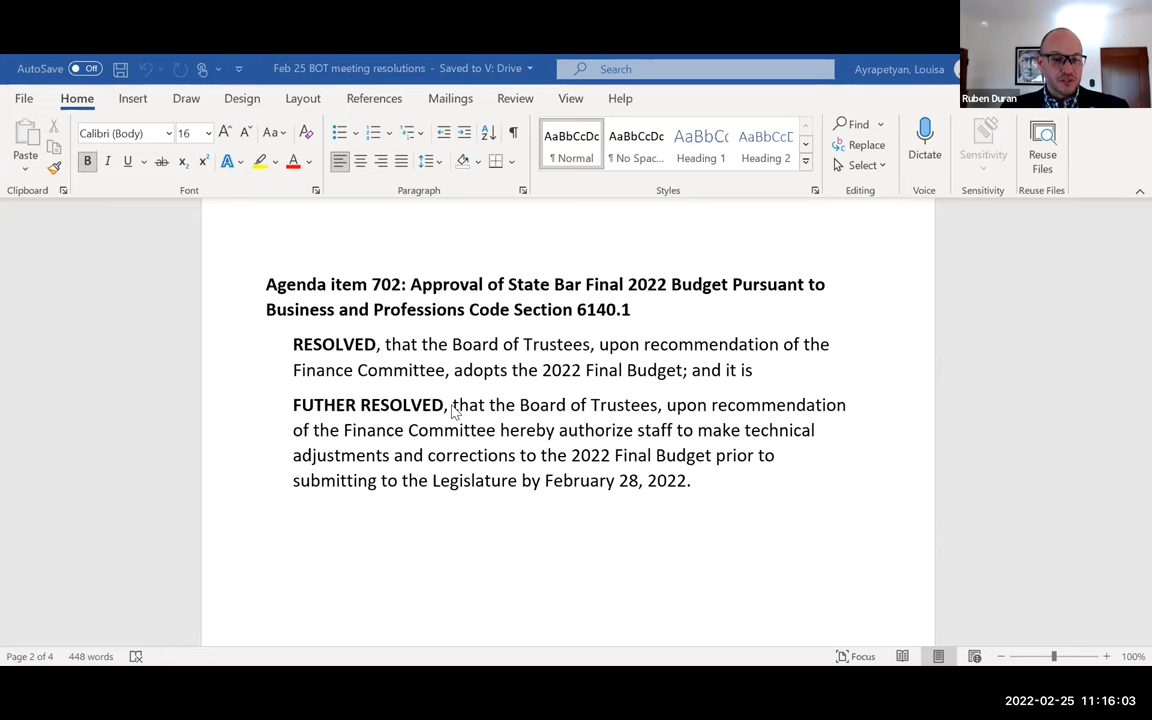 AutoSave Off Feb 25 BOT meeting resolutions - Saved to V: Drive Search Ayrapetyan, Louisa
Ruben Duran
File Home Insert Draw Design Layout References Mailings Review View Help
Paste
Clipboard
Calibri (Body) 16 A A Aa A
B I U ab x2 x2 A A
Font
Paragraph
AaBbCcDc AaBbCcDc AaBbCc AaBbCcD
¶ Normal ¶ No Spac... Heading 1 Heading 2
Styles
Find
Replace
Select
Editing
Dictate
Voice
Sensitivity
Sensitivity
Reuse
Files
Reuse Files
Agenda item 702: Approval of State Bar Final 2022 Budget Pursuant to
Business and Professions Code Section 6140.1
RESOLVED, that the Board of Trustees, upon recommendation of the
Finance Committee, adopts the 2022 Final Budget; and it is
FUTHER RESOLVED, that the Board of Trustees, upon recommendation
of the Finance Committee hereby authorize staff to make technical
adjustments and corrections to the 2022 Final Budget prior to
submitting to the Legislature by February 28, 2022.
Page 2 of 4 448 words Focus 100%
2022-02-25 11:16:03